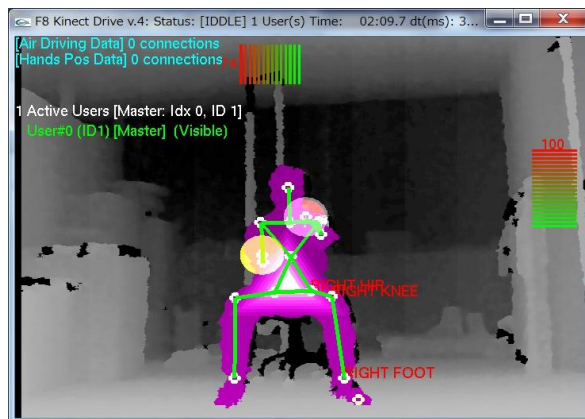 F8 Kinect Drive v.4: Status: [IDDLE] 1 User(s) Time: 02:09.7 dt(ms): 3...
[Air Driving Data] 0 connections
[Hands Pos Data] 0 connections
1 Active Users [Master: Idx 0, ID 1]
User#0 (ID1) [Master] (Visible)
100
RIGHT HIP
RIGHT KNEE
RIGHT FOOT